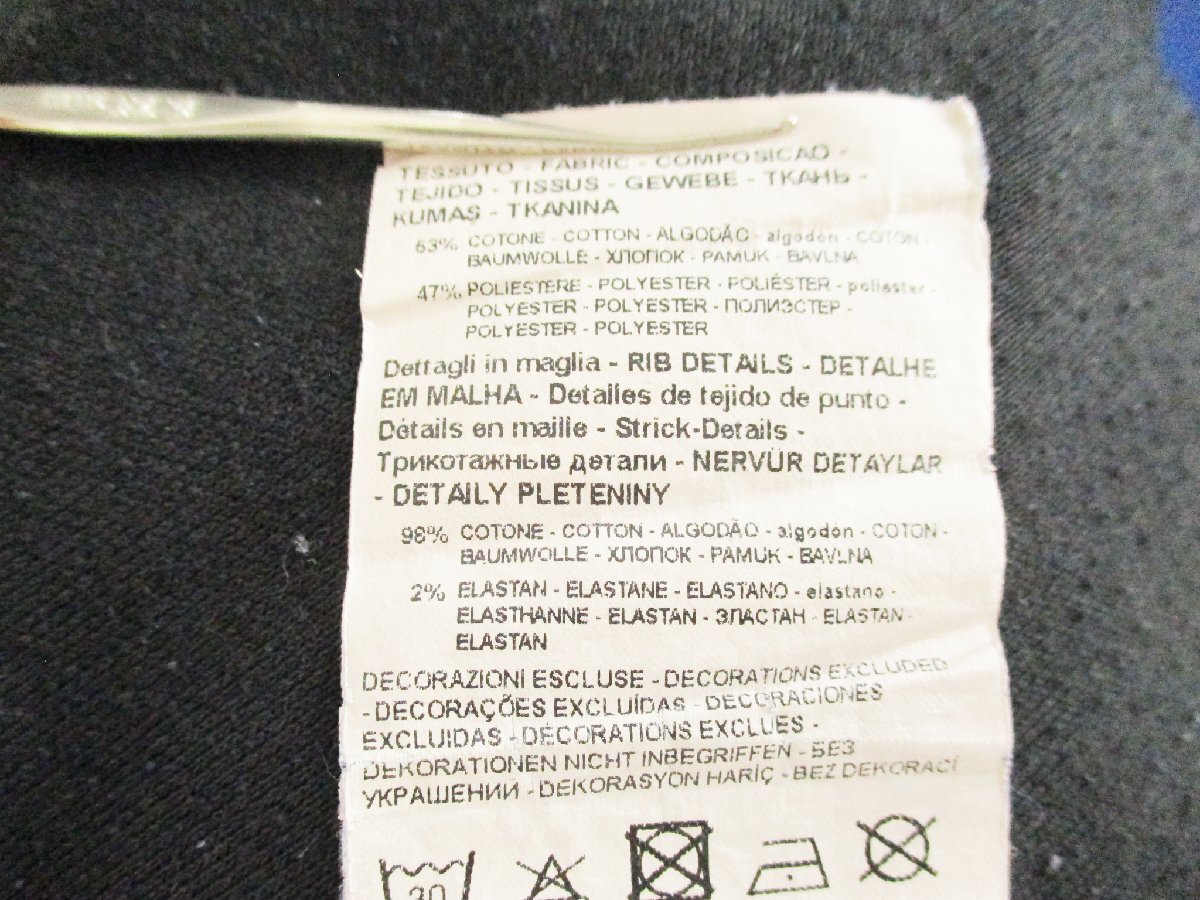 TESSUTO - FABRIC - COMPOSICAO -
TEJIDO - TISSUS - GEWEBE - ТКАНЬ -
KUMAŞ - TKANINA
53% COTONE - COTTON - ALGODÃO - algodón - COTON -
BAUMWOLLE - ХЛОПОК - PAMUK - BAVLNA
47% POLIESTERE - POLYESTER - POLIÉSTER - poliester -
POLYESTER - POLYESTER - ПОЛИЭСТЕР -
POLYESTER - POLYESTER
Dettagli in maglia - RIB DETAILS - DETALHE
EM MALHA - Detalles de tejido de punto -
Détails en maille - Strick-Details -
Трикотажные детали - NERVÜR DETAYLAR
- DETAILY PLETENINY
98% COTONE - COTTON - ALGODÃO - algodon - COTON -
BAUMWOLLE - ХЛОПОК - PAMUK - BAVLNA
2% ELASTAN - ELASTANE - ELASTANO - elastano -
ELASTHANNE - ELASTAN - ЭЛАСТАН - ELASTAN -
ELASTAN
DECORAZIONI ESCLUSE - DECORATIONS EXCLUDED
- DECORAÇÕES EXCLUÍDAS - DECORACIONES
EXCLUIDAS - DÉCORATIONS EXCLUES -
DEKORATIONEN NICHT INBEGRIFFEN - БЕЗ
УКРАШЕНИЙ - DEKORASYON HARİÇ - BEZ DEKORACÍ
30